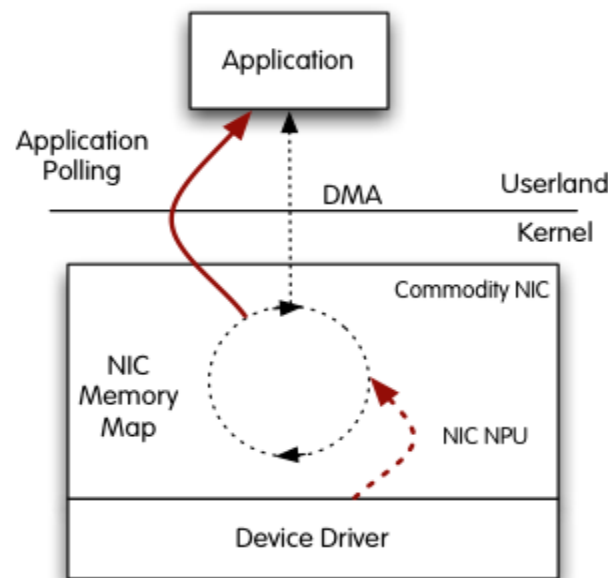 Application
Application
Polling
DMA
Userland
Kernel
Commodity NIC
NIC
Memory
Map
NIC NPU
Device Driver